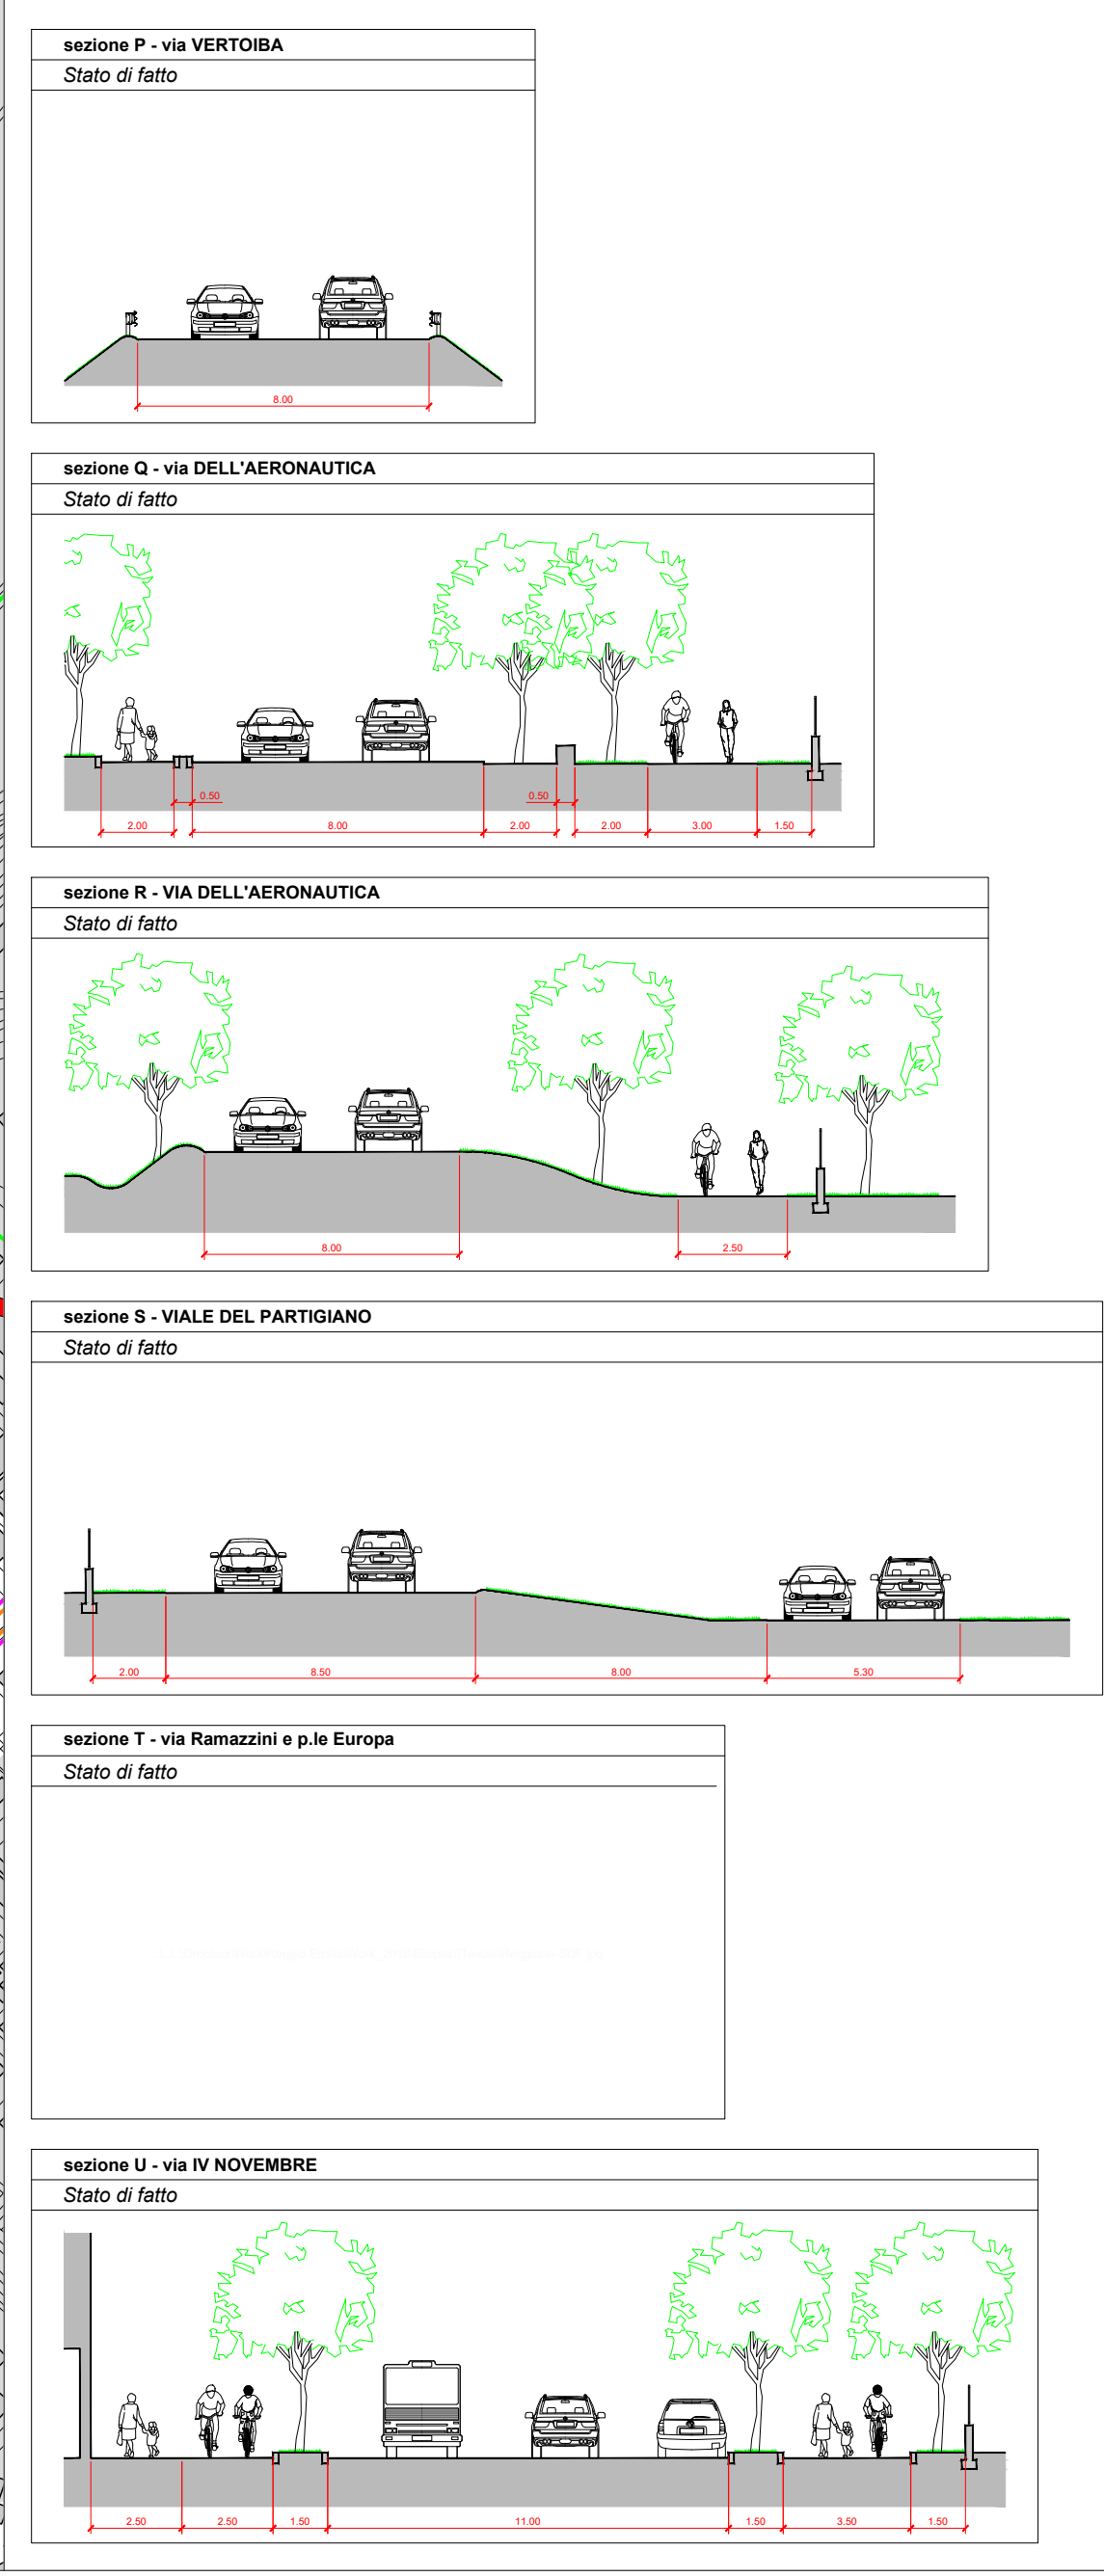 sezione P - via VERTOIBA
Stato di fatto
8.00
sezione Q - via DELL'AERONAUTICA
Stato di fatto
0.50
0.50
2.00
8.00
2.00
2.00
3.00
1.50
sezione R - VIA DELL'AERONAUTICA
Stato di fatto
8.00
2.50
sezione S - VIALE DEL PARTIGIANO
Stato di fatto
2.00
8.50
8.00
5.30
sezione T - via Ramazzini e p.le Europa
Stato di fatto
sezione U - via IV NOVEMBRE
Stato di fatto
2.50
2.50
1.50
11.00
1.50
3.50
1.50